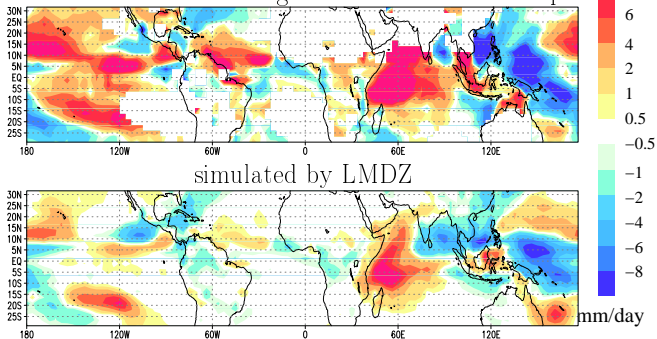 30N
25N
20N
15N
10N
5N
EQ
5S
10S
15S
20S
25S
180 120W 60W 0 60E 120E
6
4
2
1
0.5
−0.5
−1
−2
−4
−6
−8
mm/day
simulated by LMDZ
30N
25N
20N
15N
10N
5N
EQ
5S
10S
15S
20S
25S
180 120W 60W 0 60E 120E